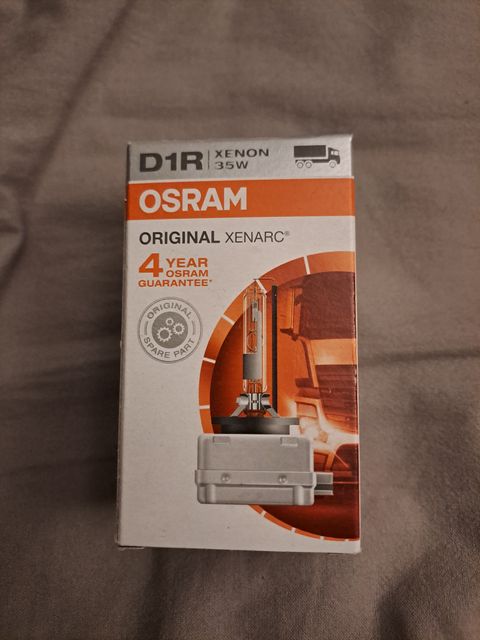 D1R XENON
35W
OSRAM
ORIGINAL XENARC®
4 YEAR
OSRAM
GUARANTEE*
ORIGINAL
SPARE PART